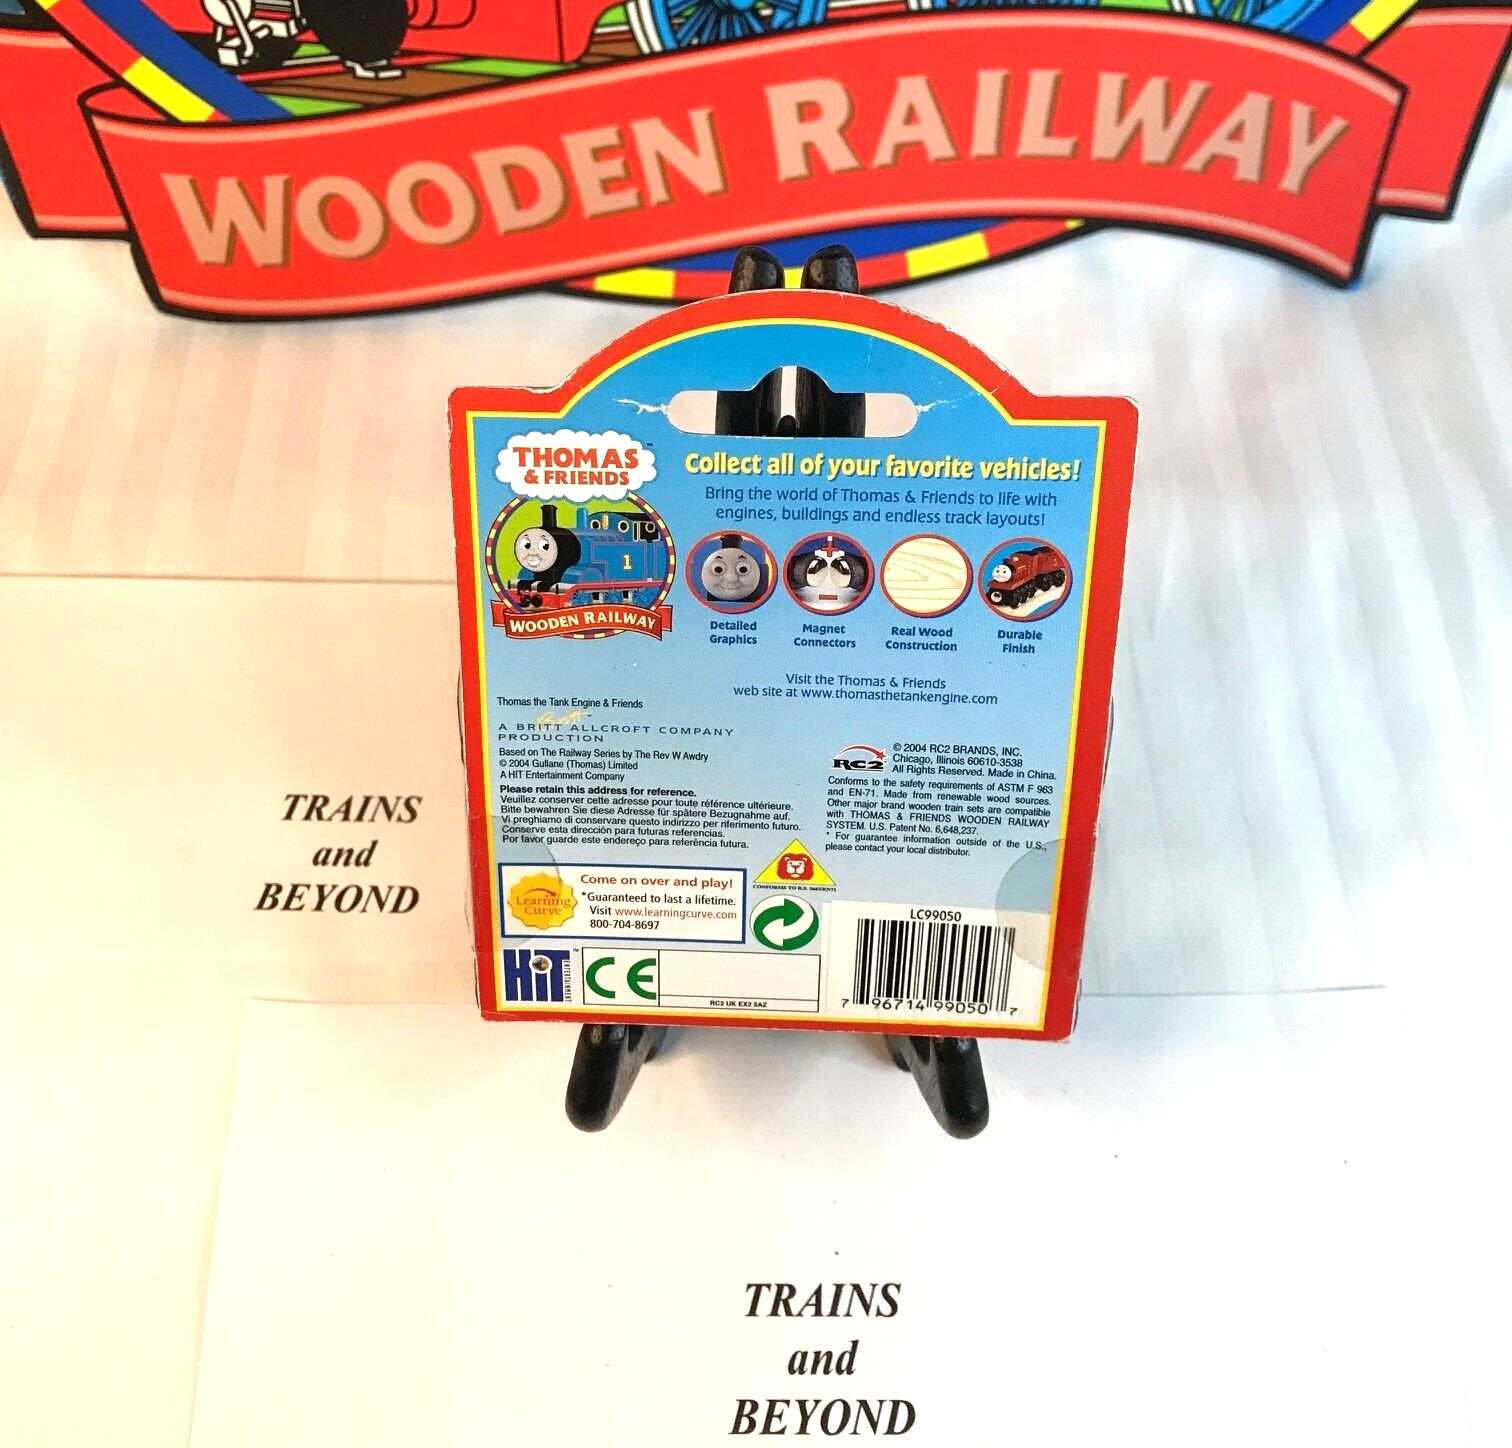 WOODEN RAILWAY
THOMAS™
& FRIENDS
1
WOODEN RAILWAY
Collect all of your favorite vehicles!
Bring the world of Thomas & Friends to life with
engines, buildings and endless track layouts!
Detailed
Graphics
Magnet
Connectors
Real Wood
Construction
Durable
Finish
Visit the Thomas & Friends
web site at www.thomasthetankengine.com
Thomas the Tank Engine & Friends
Britt™
A BRITT ALLCROFT COMPANY
PRODUCTION
Based on The Railway Series by The Rev W Awdry
© 2004 Gullane (Thomas) Limited
A HIT Entertainment Company
Please retain this address for reference.
Veuillez conserver cette adresse pour toute référence ultérieure.
Bitte bewahren Sie diese Adresse für spätere Bezugnahme auf.
Vi preghiamo di conservare questo indirizzo per riferimento futuro.
Conserve esta dirección para futuras referencias.
Por favor guarde este endereço para referência futura.
RC2
© 2004 RC2 BRANDS, INC.
Chicago, Illinois 60610-3538
All Rights Reserved. Made in China.
Conforms to the safety requirements of ASTM F 963
and EN-71. Made from renewable wood sources.
Other major brand wooden train sets are compatible
with THOMAS & FRIENDS WOODEN RAILWAY
SYSTEM. U.S. Patent No. 6,648,237.
* For guarantee information outside of the U.S.,
please contact your local distributor.
CONFORMS TO B.S. 5665/EN71
Learning
Curve
Come on over and play!
*Guaranteed to last a lifetime.
Visit www.learningcurve.com
800-704-8697
HiT ENTERTAINMENT™
CE
RC2 UK EX2 5AZ
LC99050
7 96714 99050 7
TRAINS
and
BEYOND
TRAINS
and
BEYOND